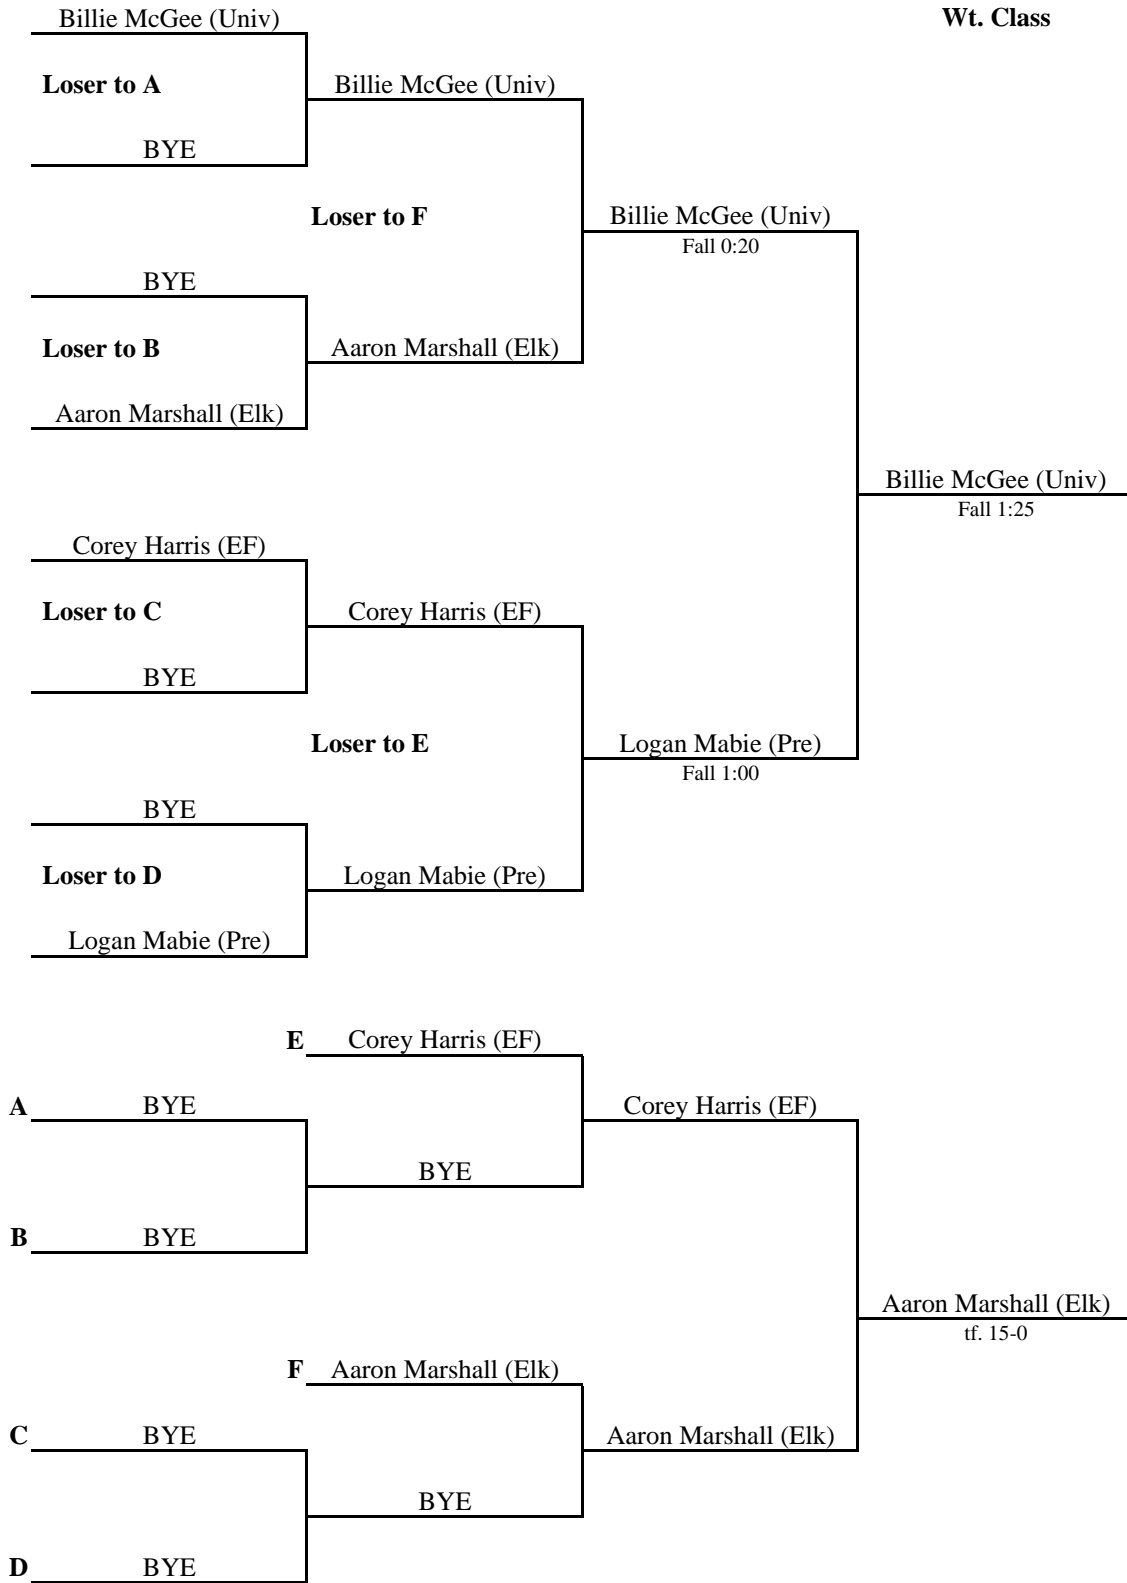 Billie McGee (Univ)
Wt. Class
Loser to A
Billie McGee (Univ)
BYE
Loser to F
Billie McGee (Univ)
Fall 0:20
BYE
Loser to B
Aaron Marshall (Elk)
Aaron Marshall (Elk)
Billie McGee (Univ)
Fall 1:25
Corey Harris (EF)
Loser to C
Corey Harris (EF)
BYE
Loser to E
Logan Mabie (Pre)
Fall 1:00
BYE
Loser to D
Logan Mabie (Pre)
Logan Mabie (Pre)
E Corey Harris (EF)
A BYE
Corey Harris (EF)
BYE
B BYE
Aaron Marshall (Elk)
tf. 15-0
F Aaron Marshall (Elk)
C BYE
Aaron Marshall (Elk)
BYE
D BYE